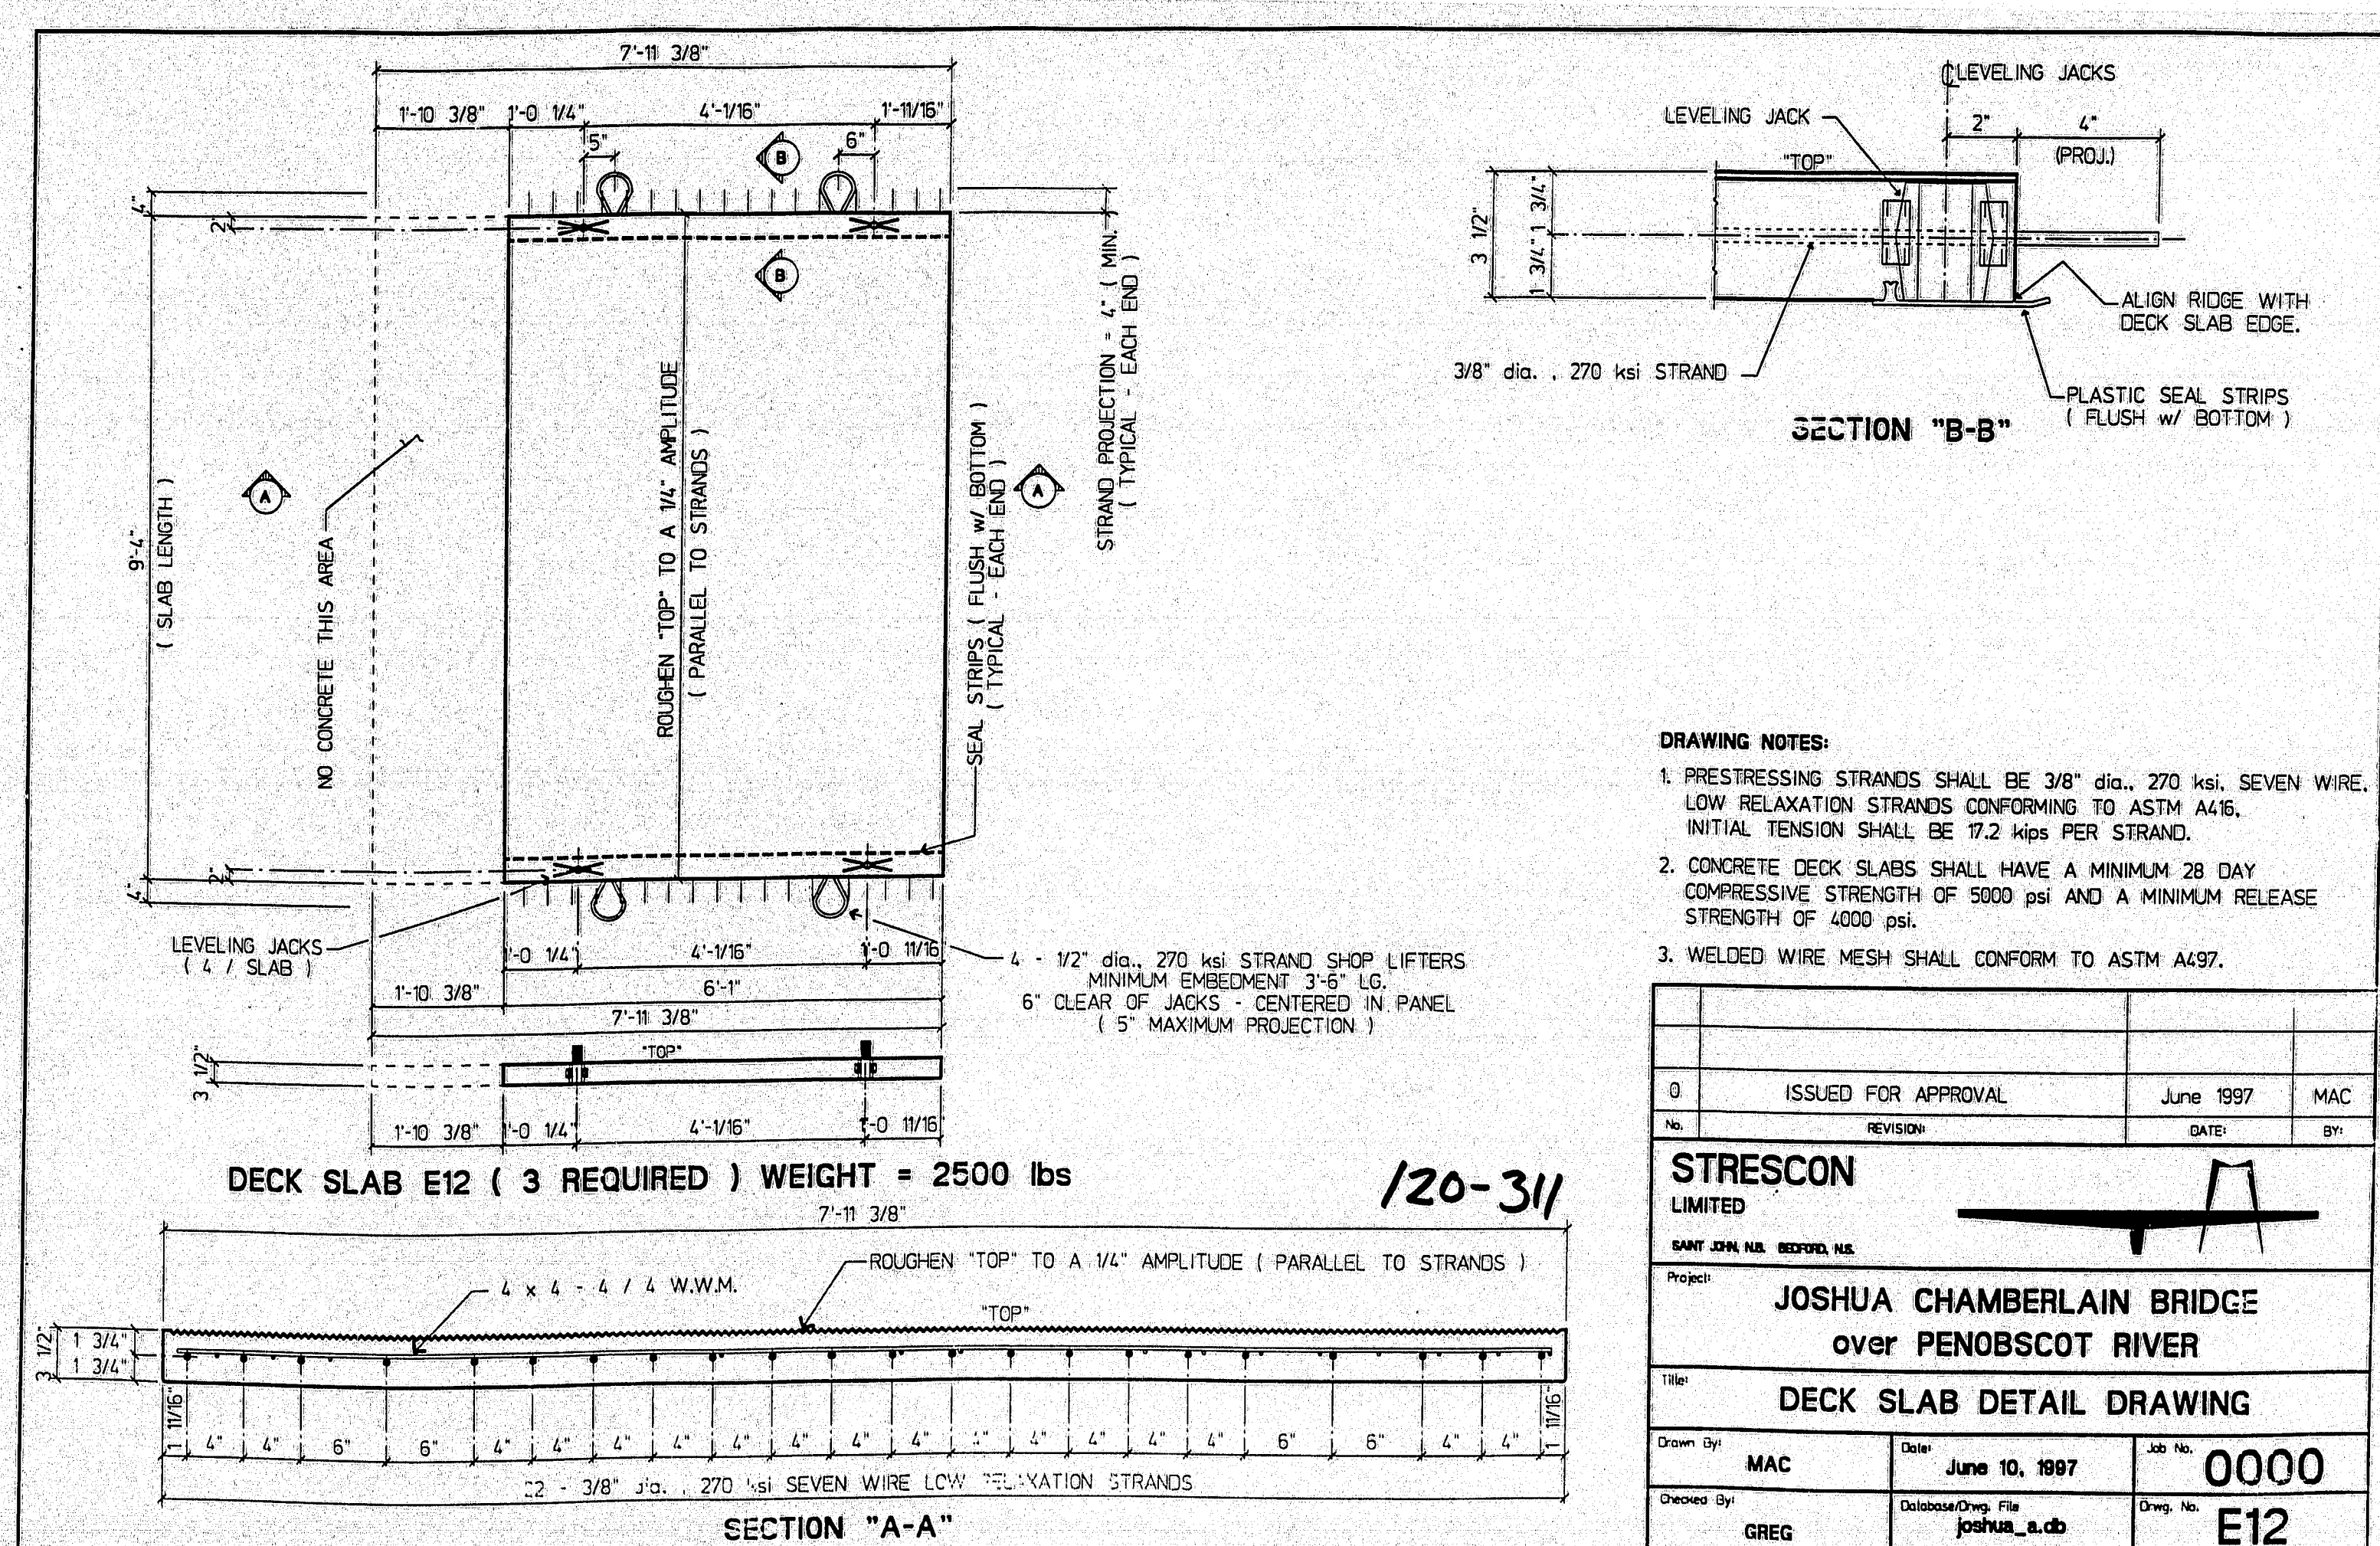 7'-11 3/8"
1'-10 3/8" 1'-0 1/4" 4'-1/16" 1'-11/16"
5" 6"
B
B
4"
2"
9'-4"
( SLAB LENGTH )
A
NO CONCRETE THIS AREA
ROUGHEN "TOP" TO A 1/4" AMPLITUDE
( PARALLEL TO STRANDS )
SEAL STRIPS ( FLUSH w/ BOTTOM )
( TYPICAL - EACH END )
A
STRAND PROJECTION = 4" ( MIN. )
( TYPICAL - EACH END )
2"
4"
LEVELING JACKS
( 4 / SLAB )
1'-0 1/4" 4'-1/16" 1'-0 11/16
1'-10 3/8" 6'-1"
7'-11 3/8"
4 - 1/2" dia., 270 ksi STRAND SHOP LIFTERS
MINIMUM EMBEDMENT 3'-6" LG.
6" CLEAR OF JACKS - CENTERED IN PANEL
( 5" MAXIMUM PROJECTION )
"TOP"
3 1/2"
1'-10 3/8" 1'-0 1/4" 4'-1/16" 1'-0 11/16
DECK SLAB E12 ( 3 REQUIRED ) WEIGHT = 2500 lbs
120-311
7'-11 3/8"
ROUGHEN "TOP" TO A 1/4" AMPLITUDE ( PARALLEL TO STRANDS )
4 x 4 - 4 / 4 W.W.M.
"TOP"
3 1/2"
1 3/4"
1 3/4"
1 11/16" 4" 4" 6" 6" 4" 4" 4" 4" 4" 4" 4" 4" 4" 4" 4" 4" 6" 6" 4" 4" 1 11/16"
3/8" dia. , 270 ksi SEVEN WIRE LOW RELAXATION STRANDS
SECTION "A-A"
℄ LEVELING JACKS
LEVELING JACK
2" 4"
"TOP" (PROJ.)
3 1/2"
1 3/4" 1 3/4"
ALIGN RIDGE WITH
DECK SLAB EDGE.
3/8" dia. , 270 ksi STRAND
PLASTIC SEAL STRIPS
( FLUSH w/ BOTTOM )
SECTION "B-B"
DRAWING NOTES:
1. PRESTRESSING STRANDS SHALL BE 3/8" dia., 270 ksi, SEVEN WIRE,
LOW RELAXATION STRANDS CONFORMING TO ASTM A416,
INITIAL TENSION SHALL BE 17.2 kips PER STRAND.
2. CONCRETE DECK SLABS SHALL HAVE A MINIMUM 28 DAY
COMPRESSIVE STRENGTH OF 5000 psi AND A MINIMUM RELEASE
STRENGTH OF 4000 psi.
3. WELDED WIRE MESH SHALL CONFORM TO ASTM A497.
0 ISSUED FOR APPROVAL June 1997 MAC
No. REVISION: DATE: BY:
STRESCON
LIMITED
SAINT JOHN, N.B. BEDFORD, N.S.
Project:
JOSHUA CHAMBERLAIN BRIDGE
over PENOBSCOT RIVER
Title:
DECK SLAB DETAIL DRAWING
Drawn By: MAC
Date: June 10, 1997
Job No. 0000
Checked By: GREG
Database/Drwg. File joshua_a.db
Drwg. No. E12